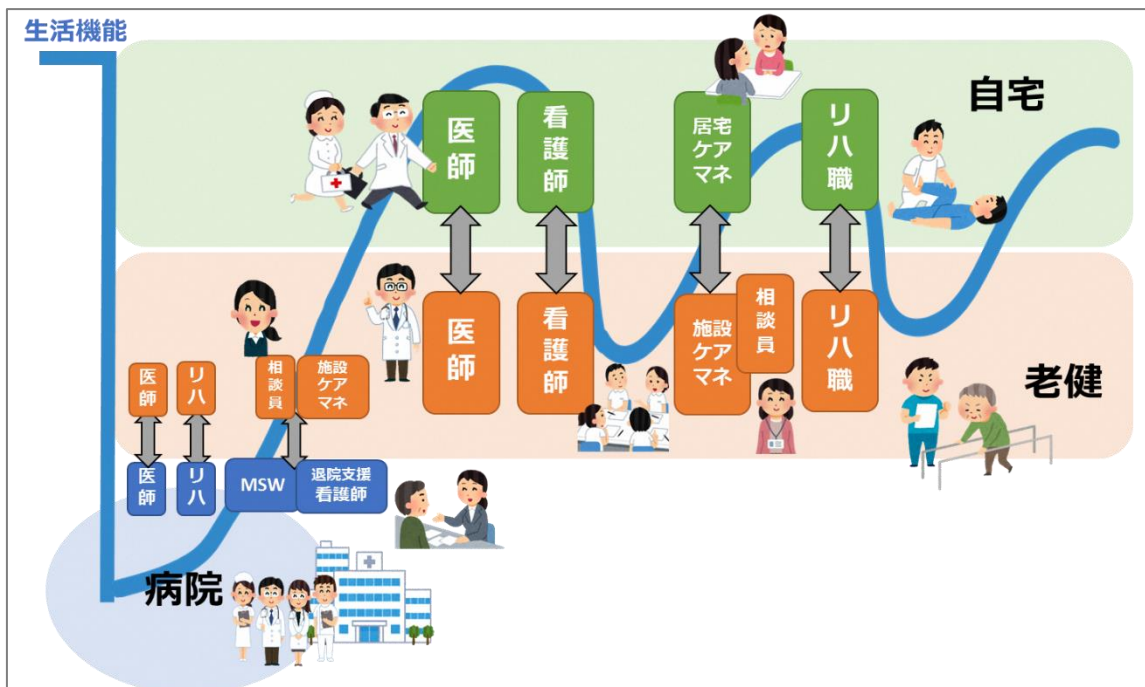 生活機能
自宅
医師
看護師
居宅
ケア
マネ
リハ職
医師
看護師
施設
ケア
マネ
相談員
リハ職
老健
医師
リハ
相談員
施設
ケア
マネ
医師
リハ
MSW
退院支援
看護師
病院